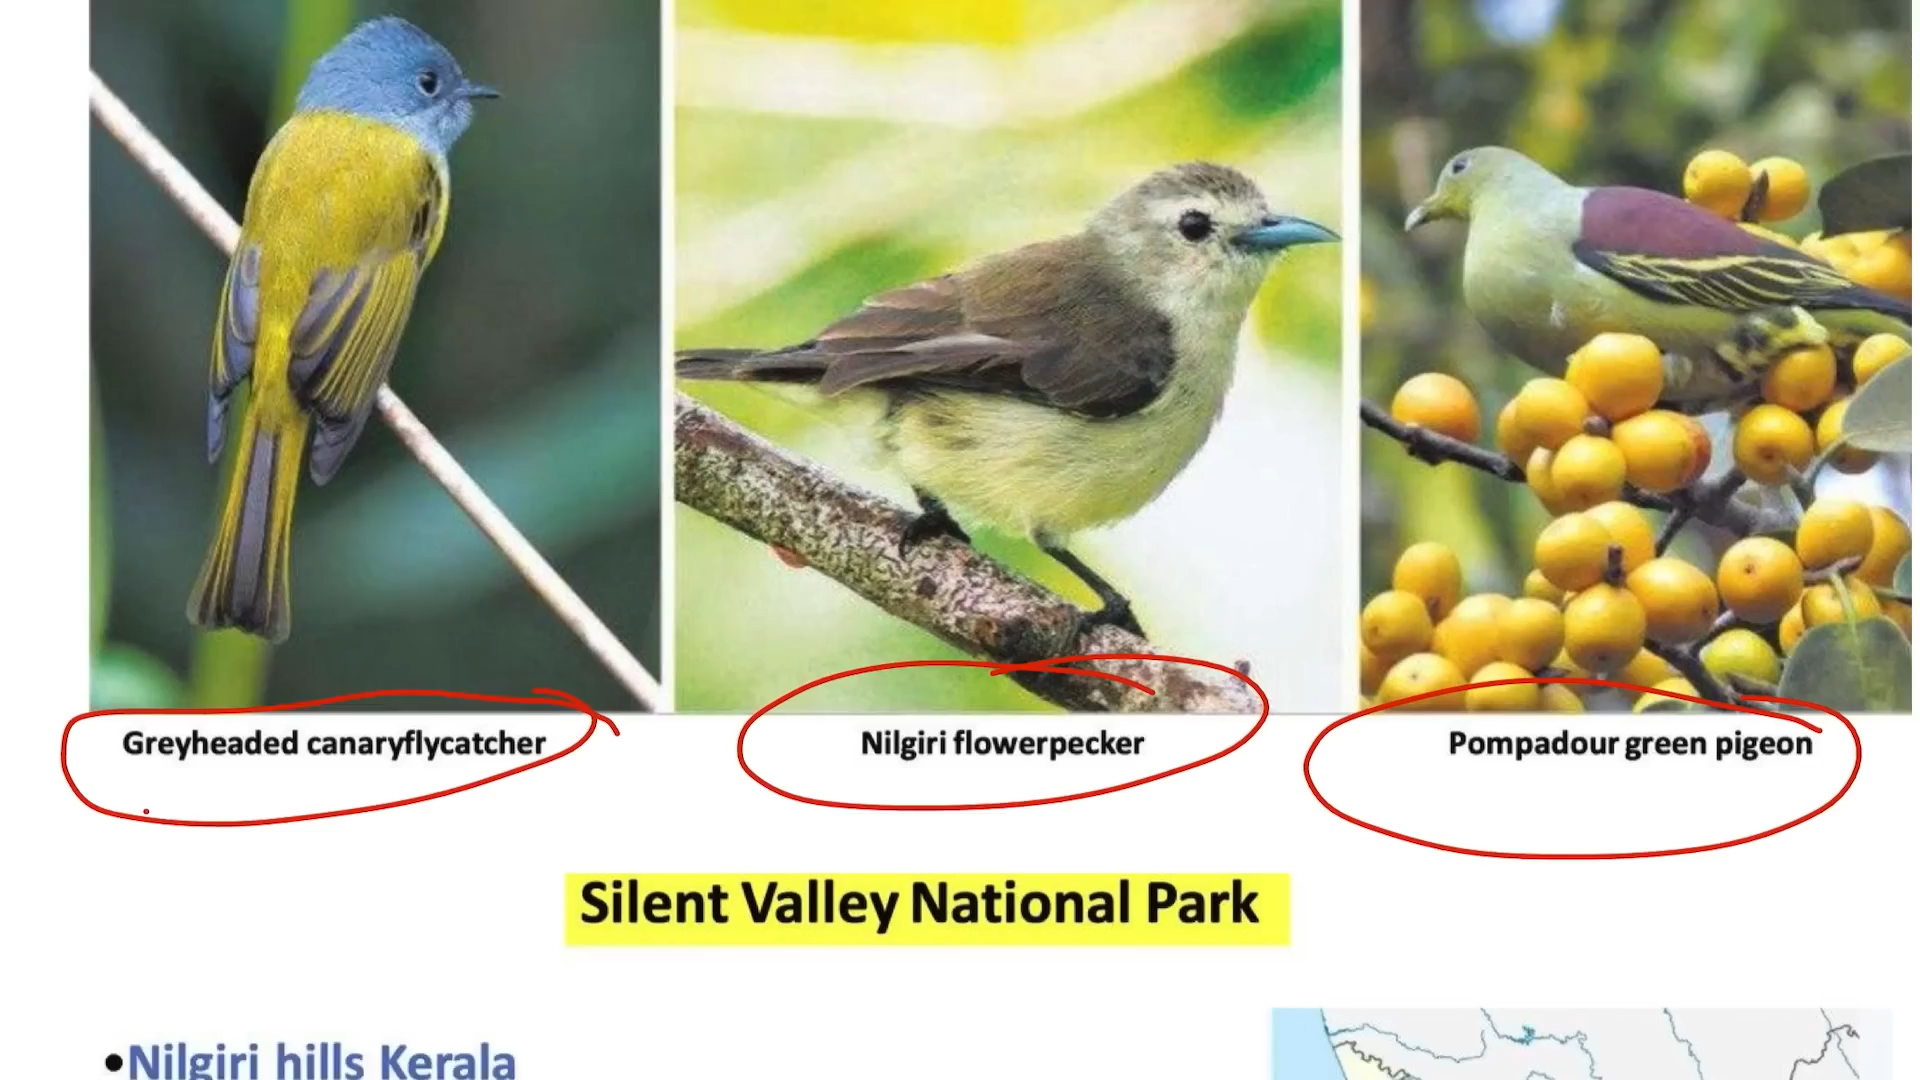 Greyheaded canaryflycatcher
Nilgiri flowerpecker
Pompadour green pigeon
Silent Valley National Park
•Nilgiri hills Kerala